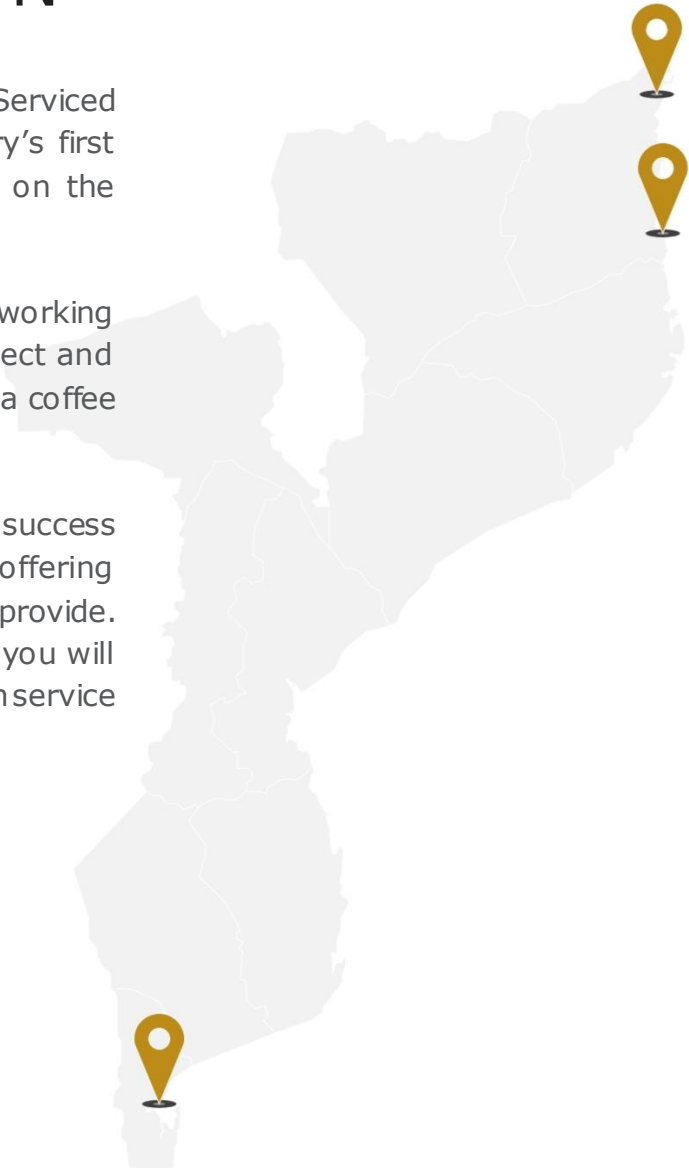 N
Serviced
ry's first
on the
working
ect and
a coffee
success
offering
provide.
you will
service